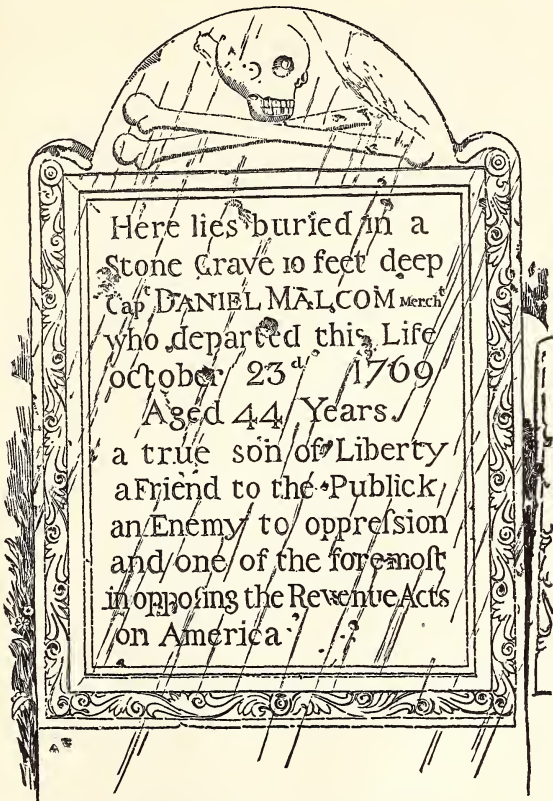 Here lies buried in a
Stone Grave 10 feet deep
Capᵗ DANIEL MALCOM Merchᵗ
who departed this Life
october 23ᵈ 1769
Aged 44 Years.
a true son of Liberty
a Friend to the Publick
an Enemy to oppreſsion
and one of the foremoſt
in oppoſing the Revenue Acts
on America